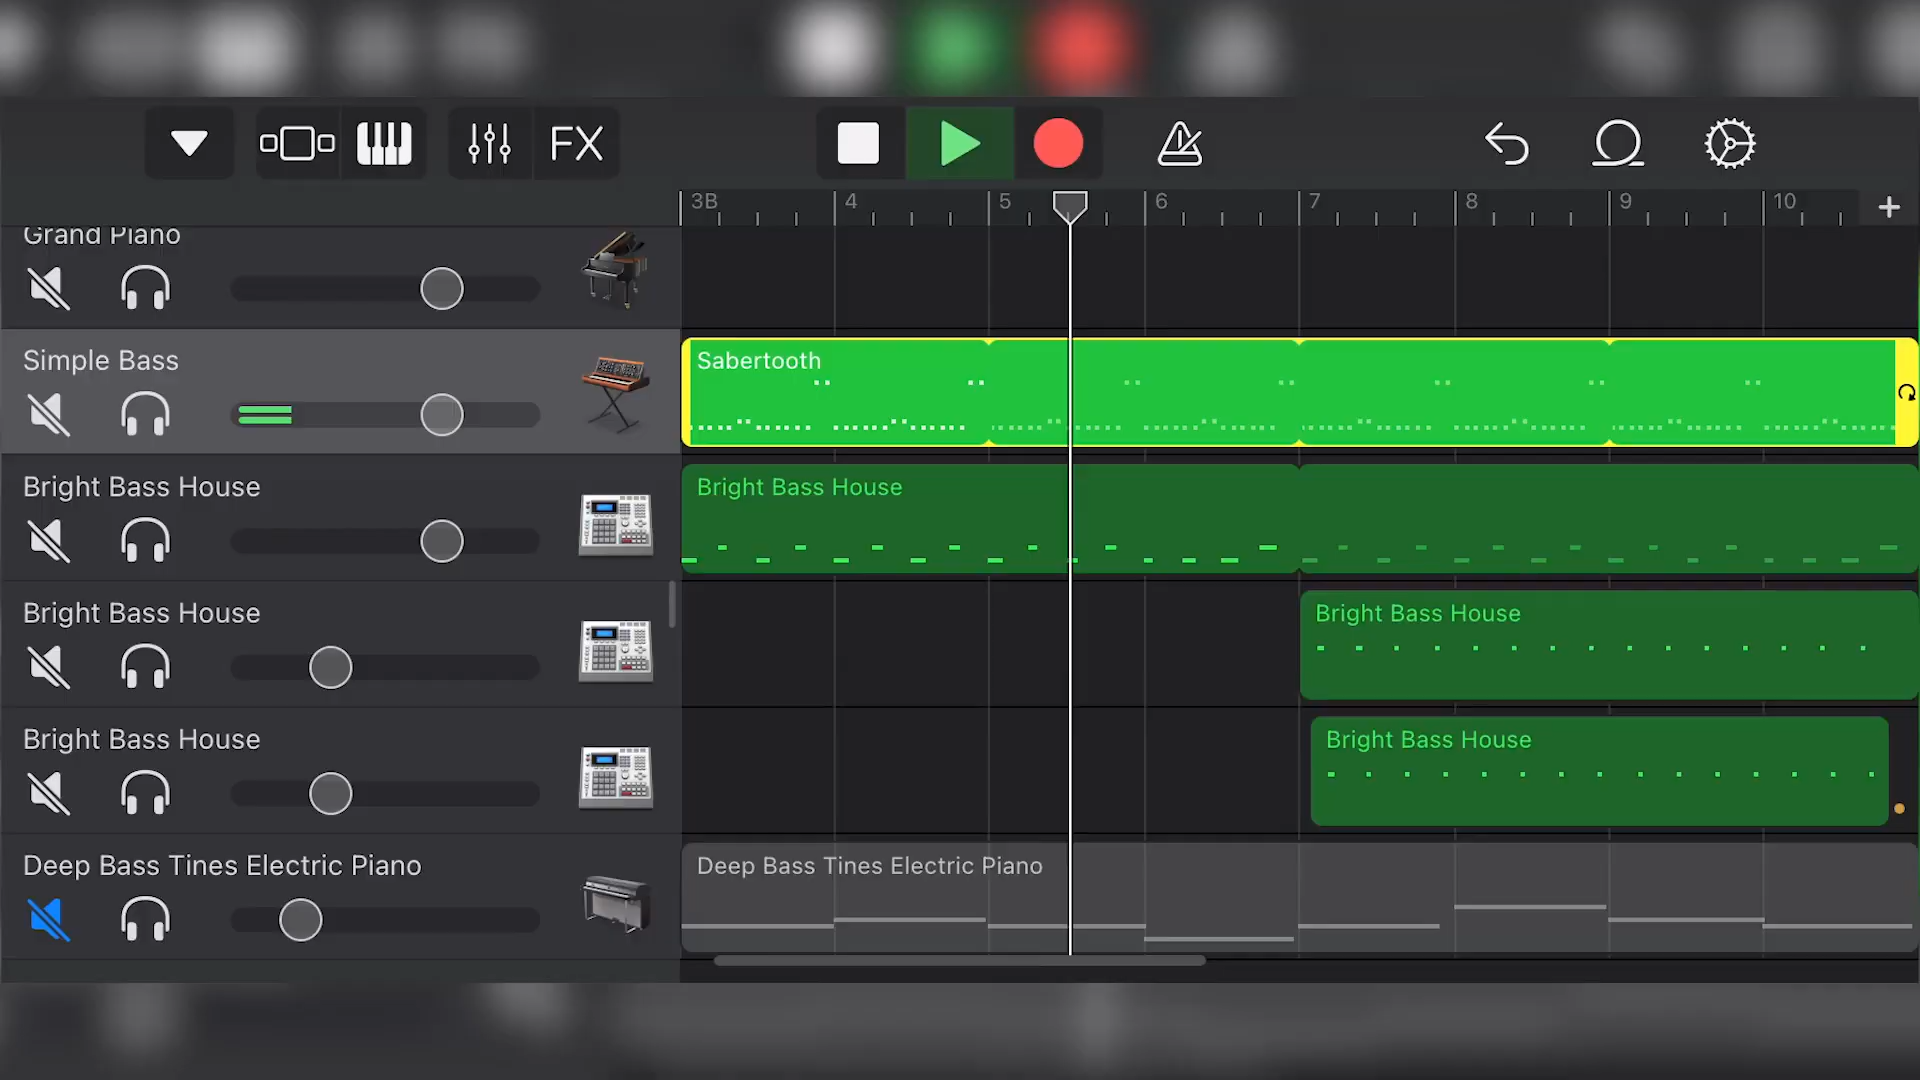 FX
3B 4 5 6 7 8 9 10 +
Grand Piano
Simple Bass
Sabertooth
Bright Bass House
Bright Bass House
Bright Bass House
Bright Bass House
Bright Bass House
Bright Bass House
Deep Bass Tines Electric Piano
Deep Bass Tines Electric Piano